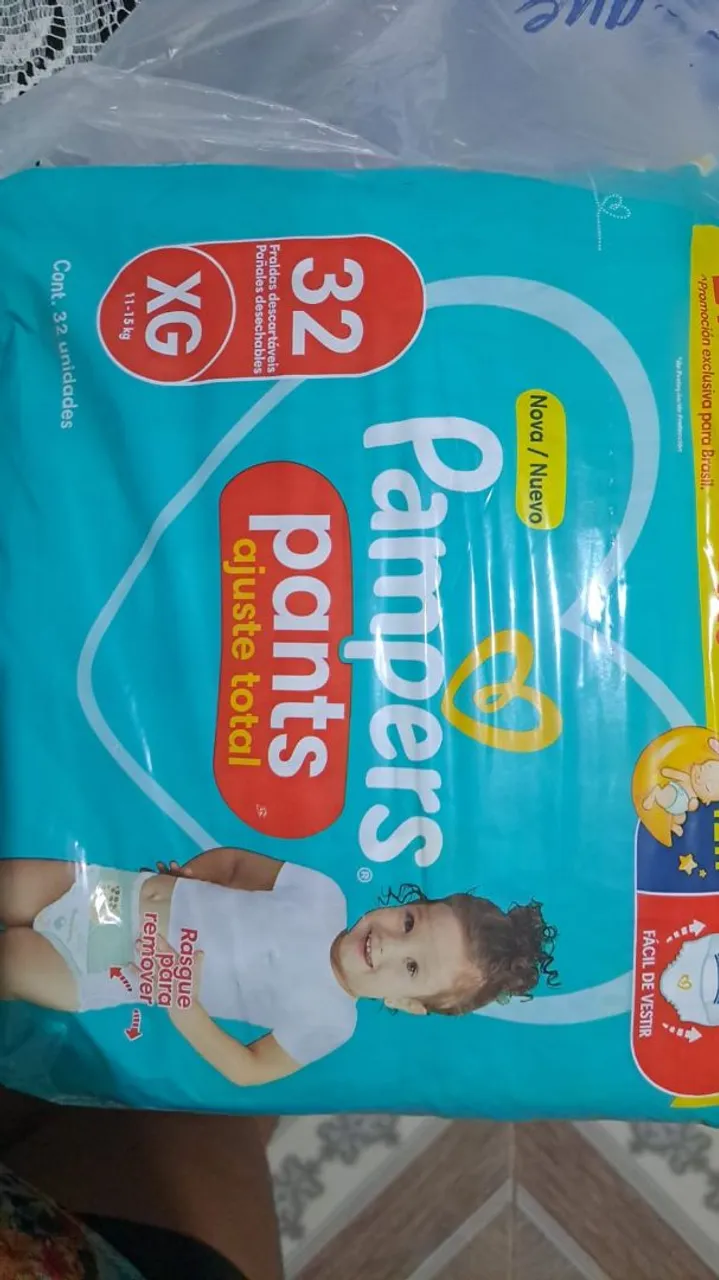 Nova / Nuevo
Pampers®
pants
ajuste total
32
Fraldas descartáveis
Pañales desechables
XG
11-15 kg
Cont. 32 unidades
Promoción exclusiva para Brasil.
FÁCIL DE VESTIR
Rasgue
para
remover
que